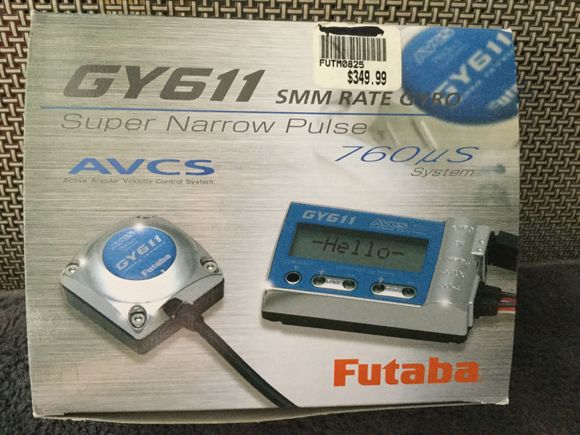 FUTM0825
$349.99
GY611 SMM RATE GYRO
Super Narrow Pulse
760µS
System
AVCS
Active Angular Velocity Control System
GY611
Futaba
GY611
AVCS
-Hello-
Futaba